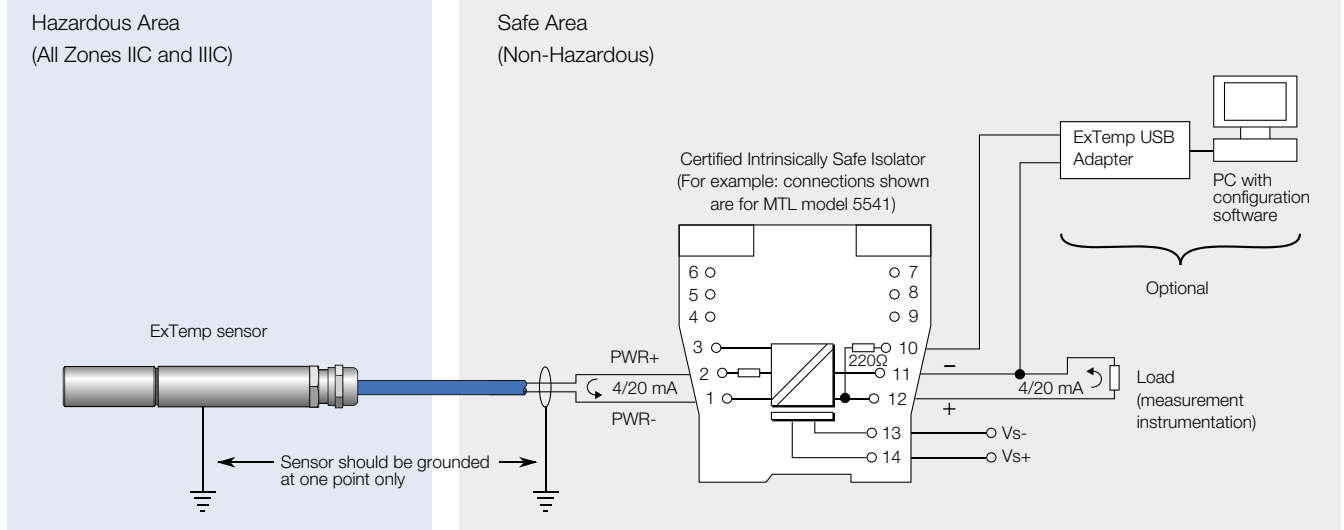 Hazardous Area
(All Zones IIC and IIIC)
Safe Area
(Non-Hazardous)
ExTemp USB
Adapter
PC with
configuration
software
Optional
Certified Intrinsically Safe Isolator
(For example: connections shown
are for MTL model 5541)
6
5
4
3
2
1
7
8
9
10
220Ω
11
12
13
14
ExTemp sensor
PWR+
4/20 mA
PWR-
–
+
4/20 mA
Load
(measurement
instrumentation)
Vs-
Vs+
Sensor should be grounded
at one point only